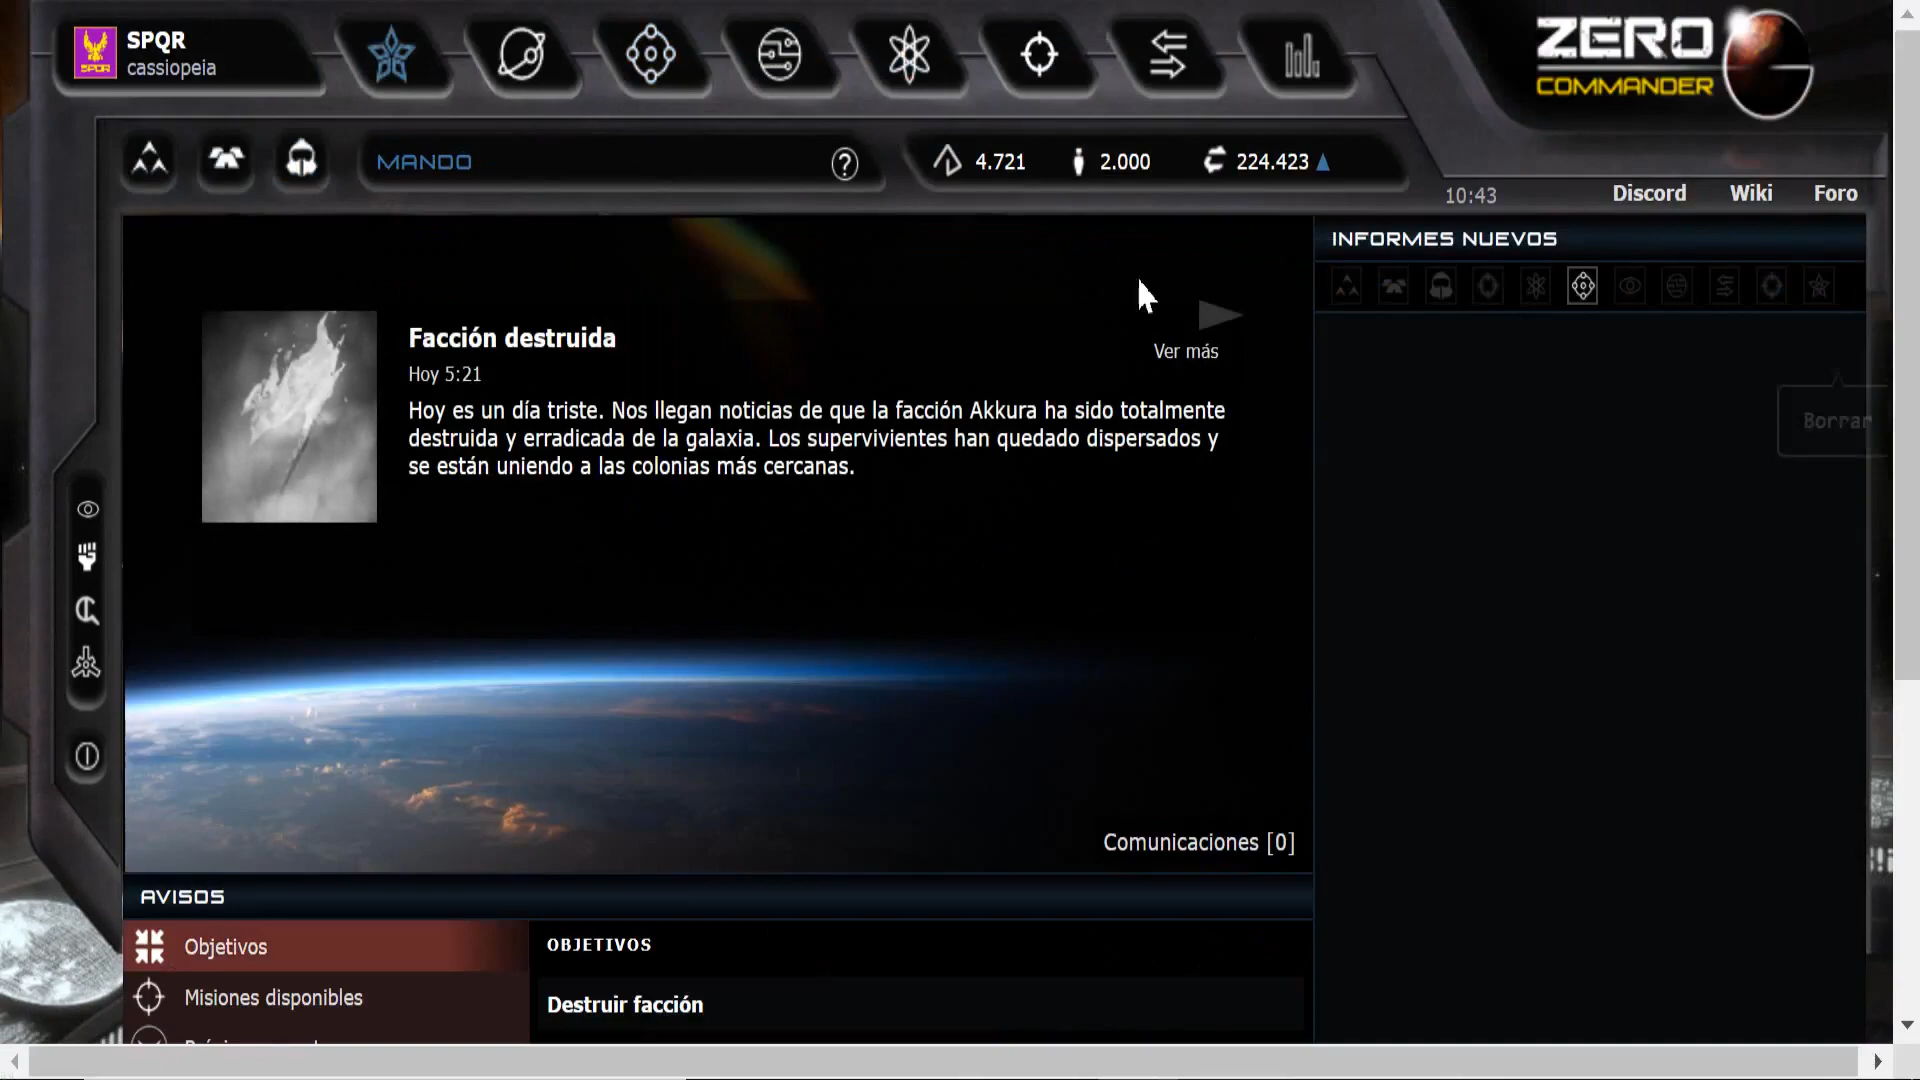 SPQR
cassiopeia
SPQR
ZERO
COMMANDER
MANDO
?
4.721
2.000
224.423
10:43
Discord
Wiki
Foro
INFORMES NUEVOS
Facción destruida
Hoy 5:21
Ver más
Hoy es un día triste. Nos llegan noticias de que la facción Akkura ha sido totalmente
destruida y erradicada de la galaxia. Los supervivientes han quedado dispersados y
se están uniendo a las colonias más cercanas.
Borrar
Comunicaciones [0]
AVISOS
Objetivos
Misiones disponibles
OBJETIVOS
Destruir facción